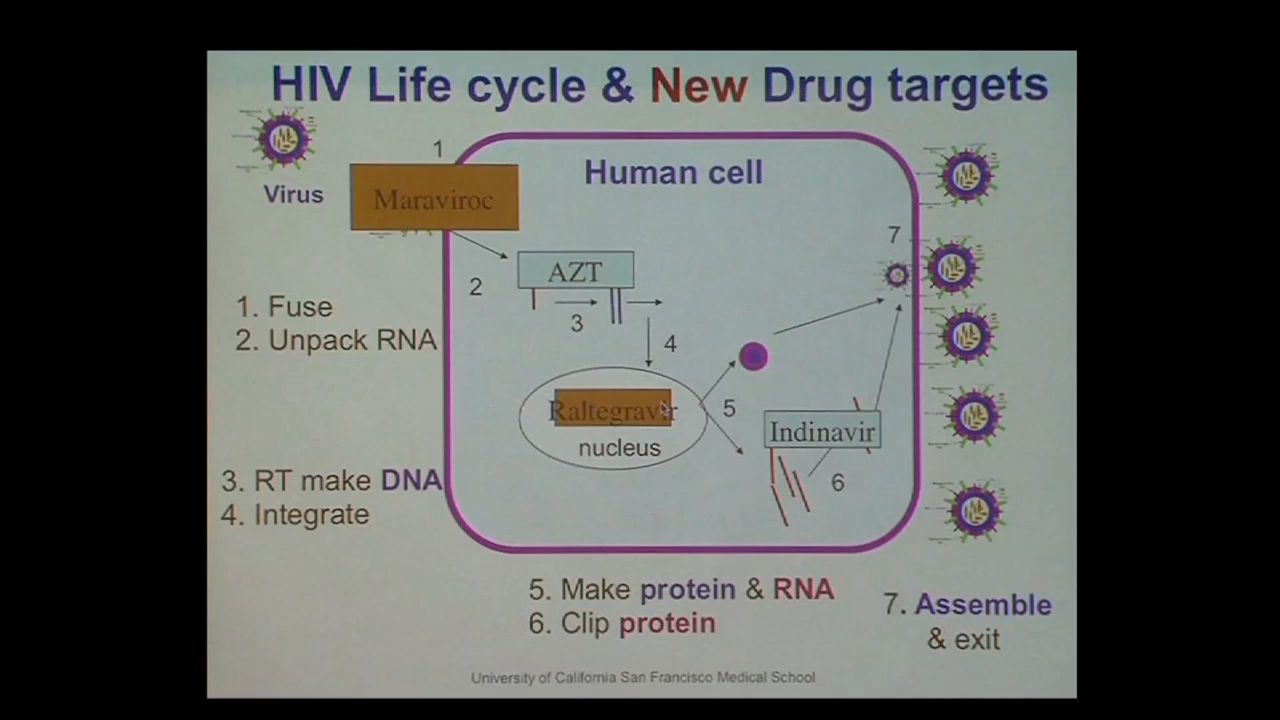 HIV Life cycle & New Drug targets
Virus
1
Maraviroc
Human cell
2
AZT
3
4
Raltegravir
nucleus
5
Indinavir
6
7
1. Fuse
2. Unpack RNA
3. RT make DNA
4. Integrate
5. Make protein & RNA
6. Clip protein
7. Assemble
& exit
University of California San Francisco Medical School